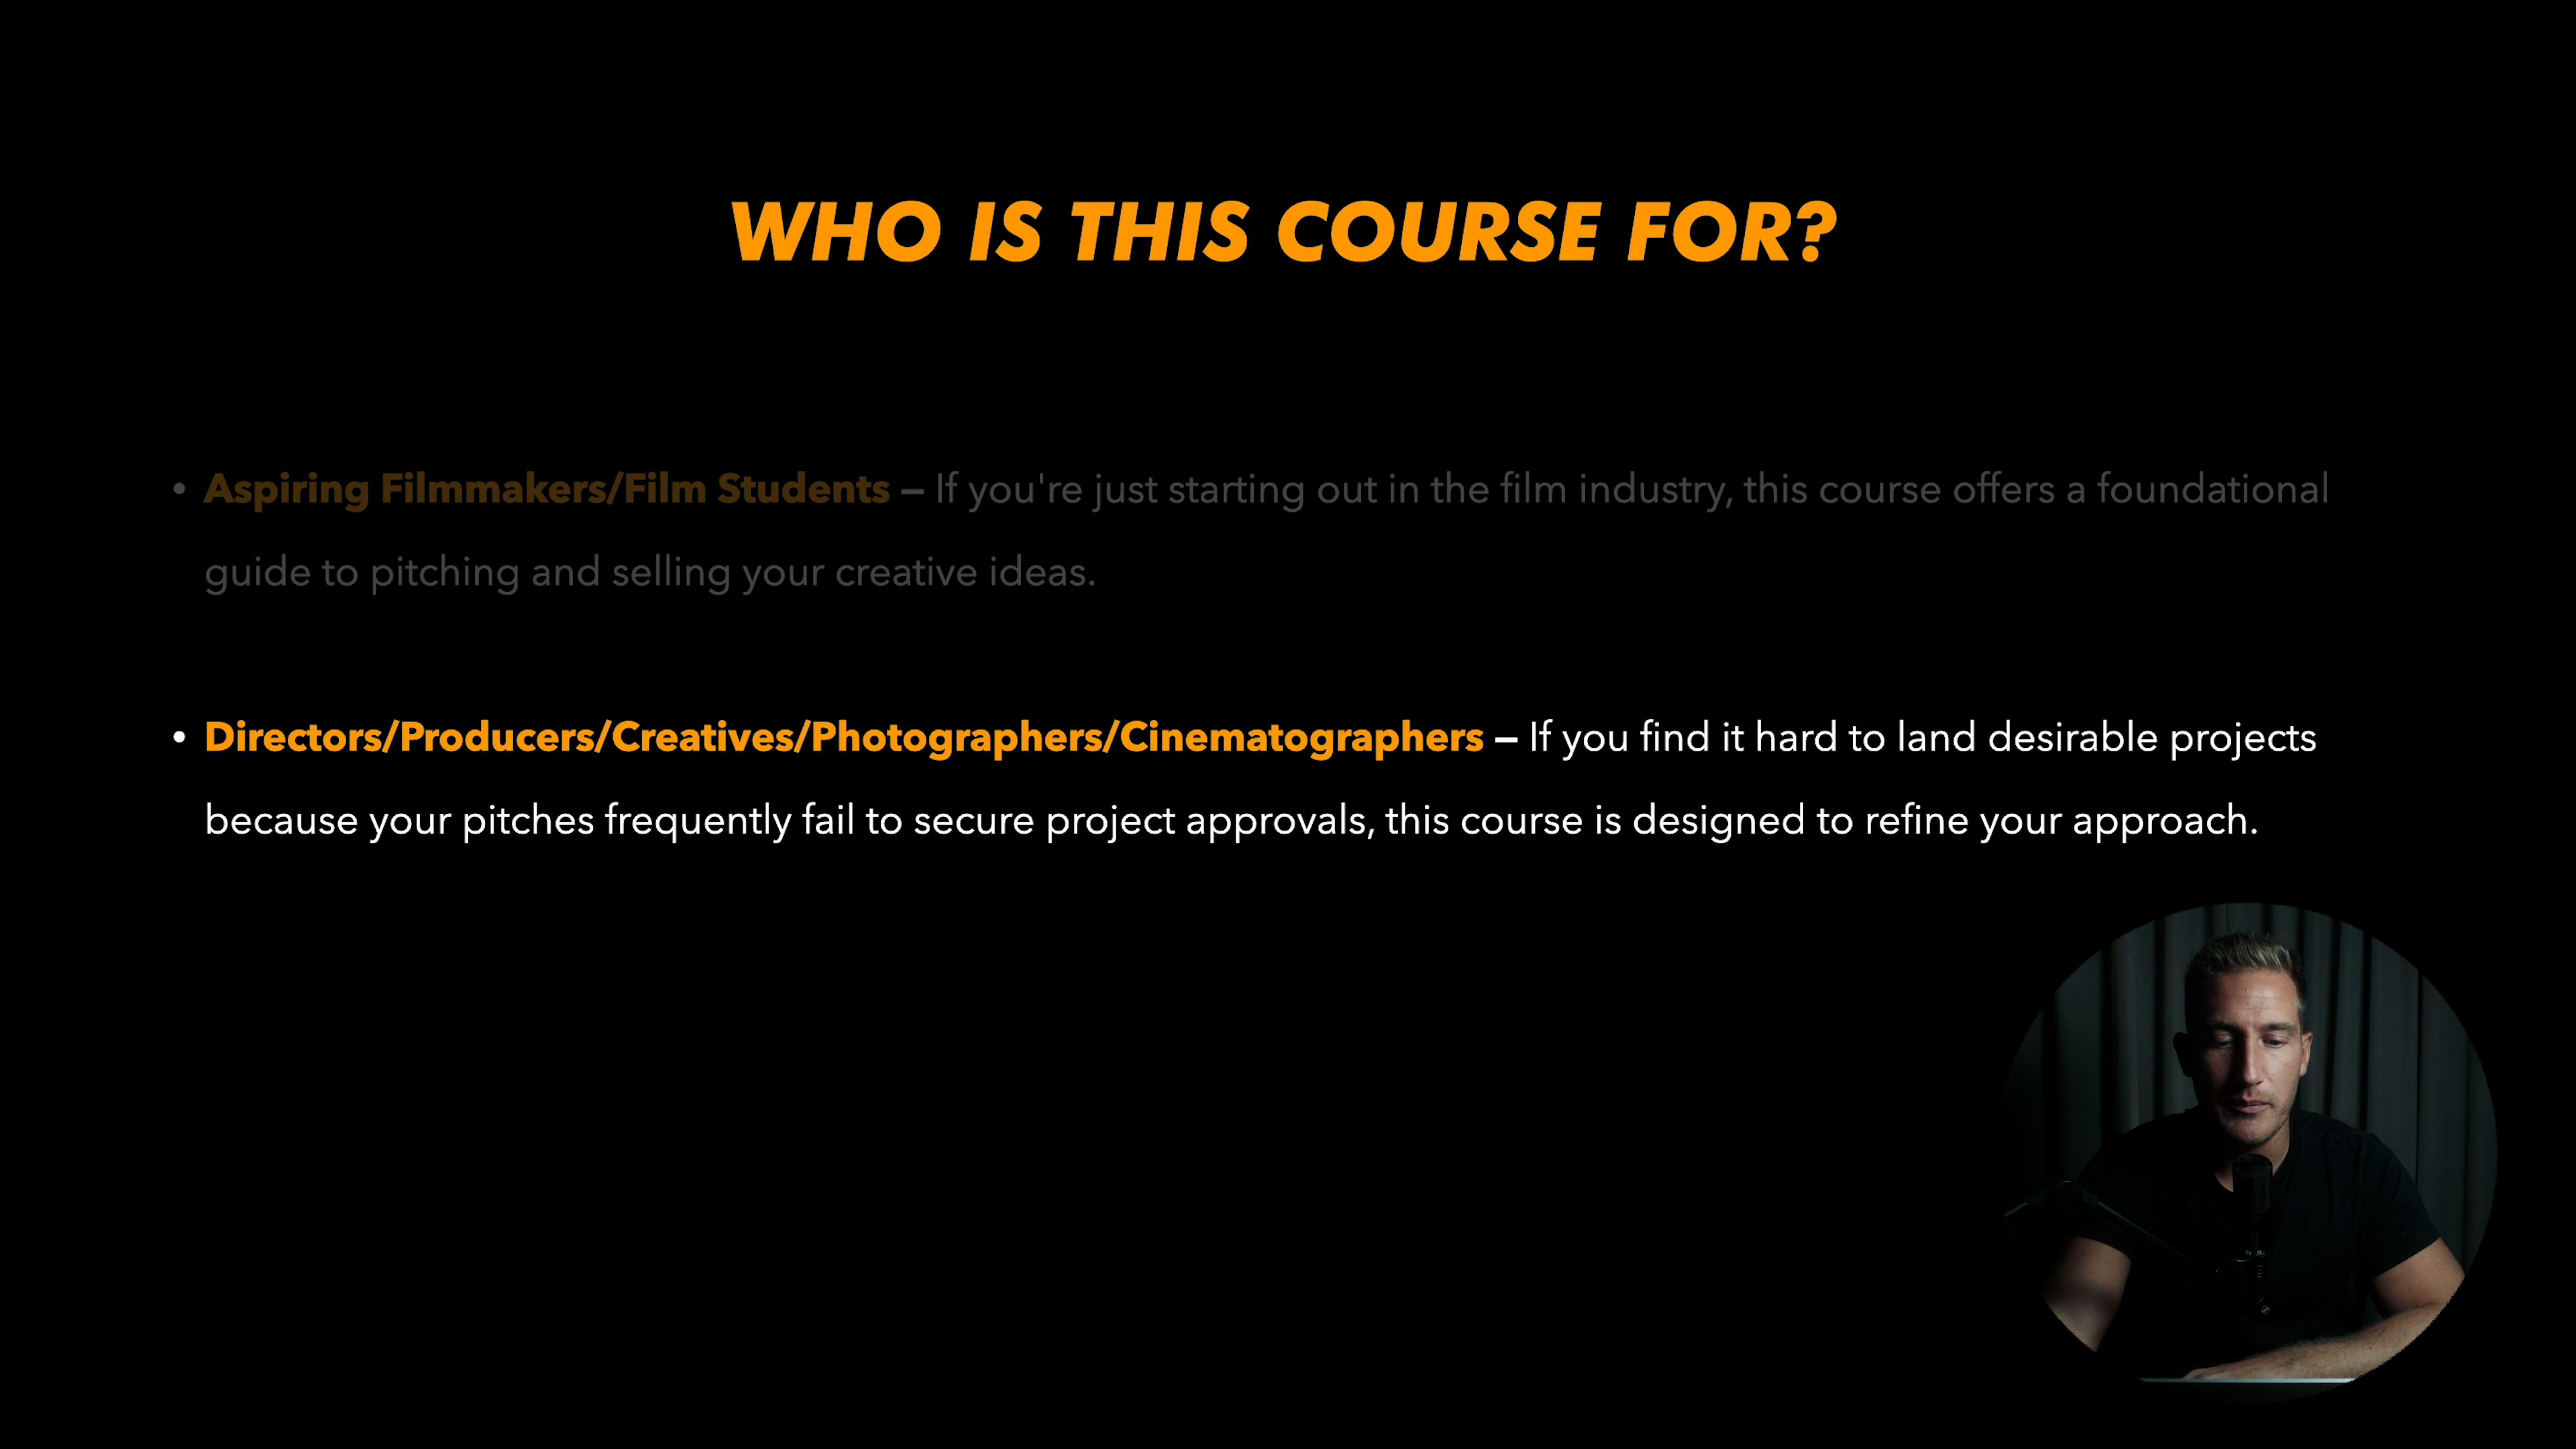 WHO IS THIS COURSE FOR?
• Aspiring Filmmakers/Film Students – If you're just starting out in the film industry, this course offers a foundational
guide to pitching and selling your creative ideas.
• Directors/Producers/Creatives/Photographers/Cinematographers – If you find it hard to land desirable projects
because your pitches frequently fail to secure project approvals, this course is designed to refine your approach.